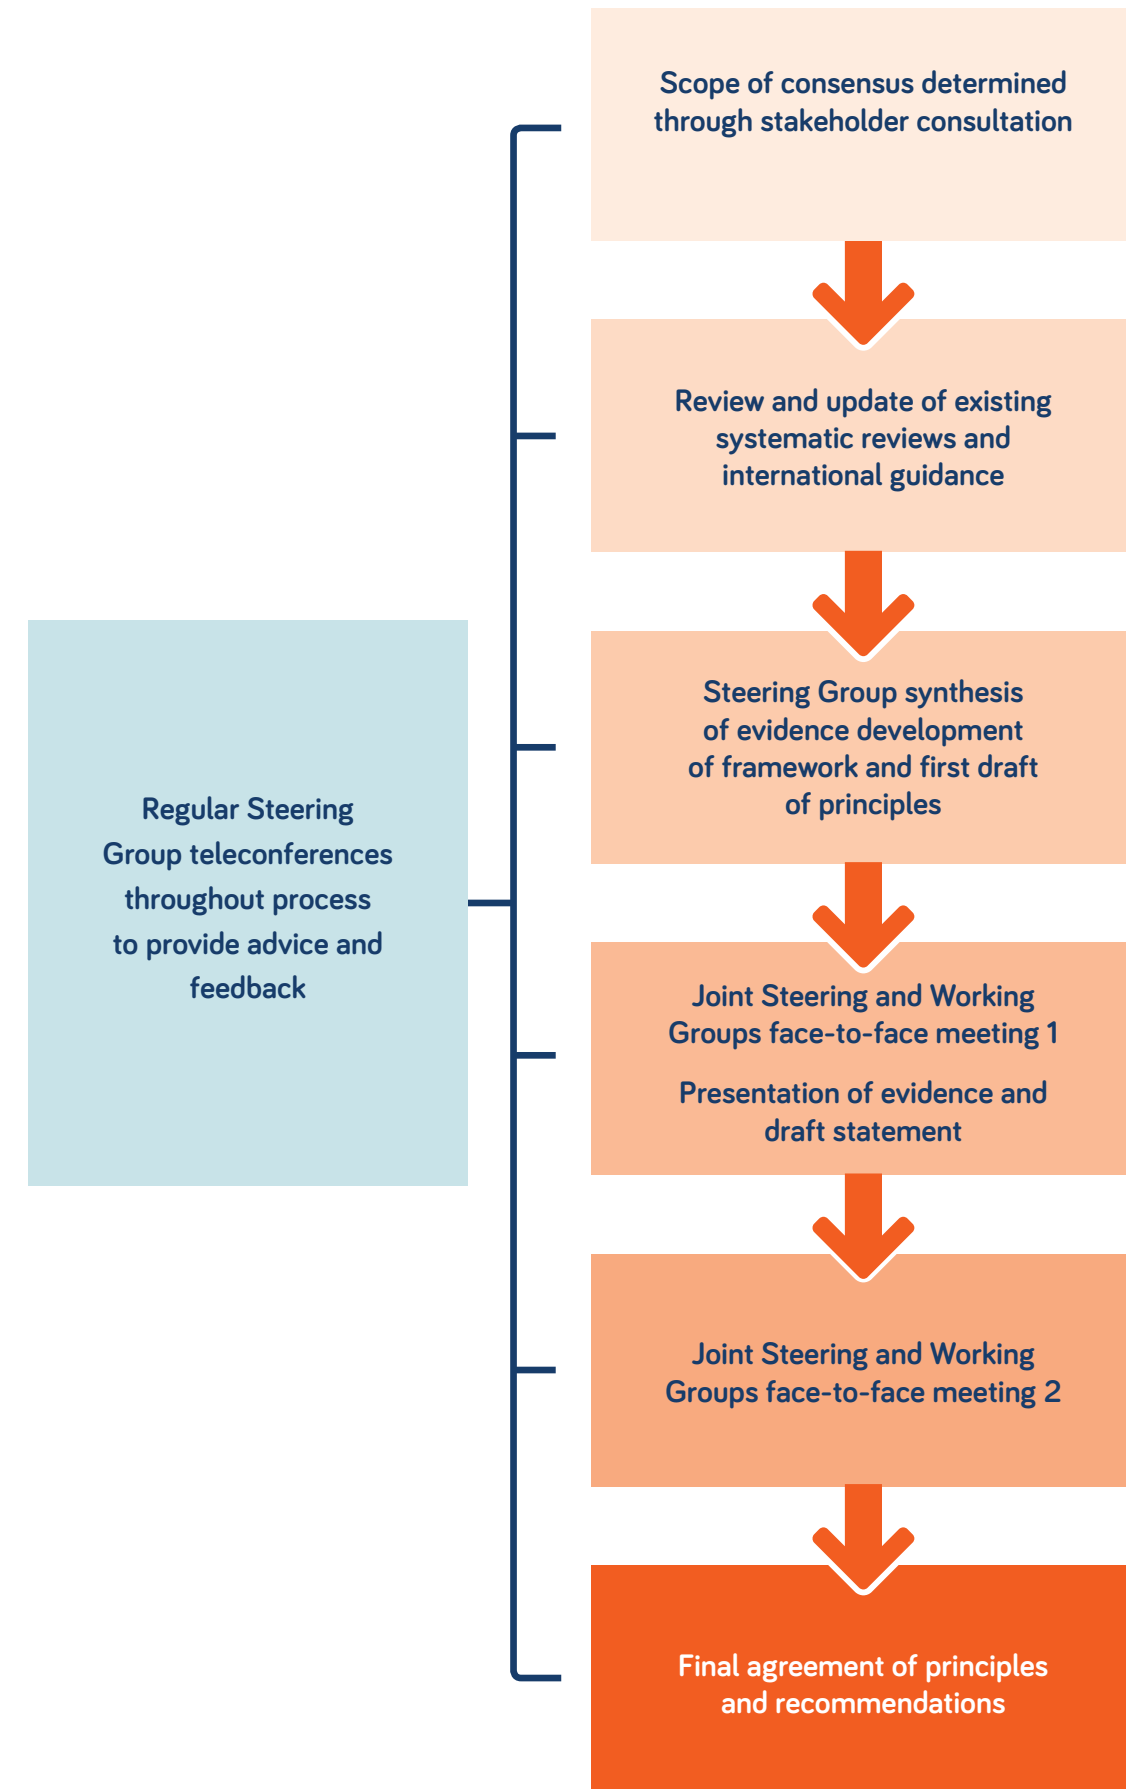 Scope of consensus determined
through stakeholder consultation
Review and update of existing
systematic reviews and
international guidance
Steering Group synthesis
of evidence development
of framework and first draft
of principles
Regular Steering
Group teleconferences
throughout process
to provide advice and
feedback
Joint Steering and Working
Groups face-to-face meeting 1
Presentation of evidence and
draft statement
Joint Steering and Working
Groups face-to-face meeting 2
Final agreement of principles
and recommendations